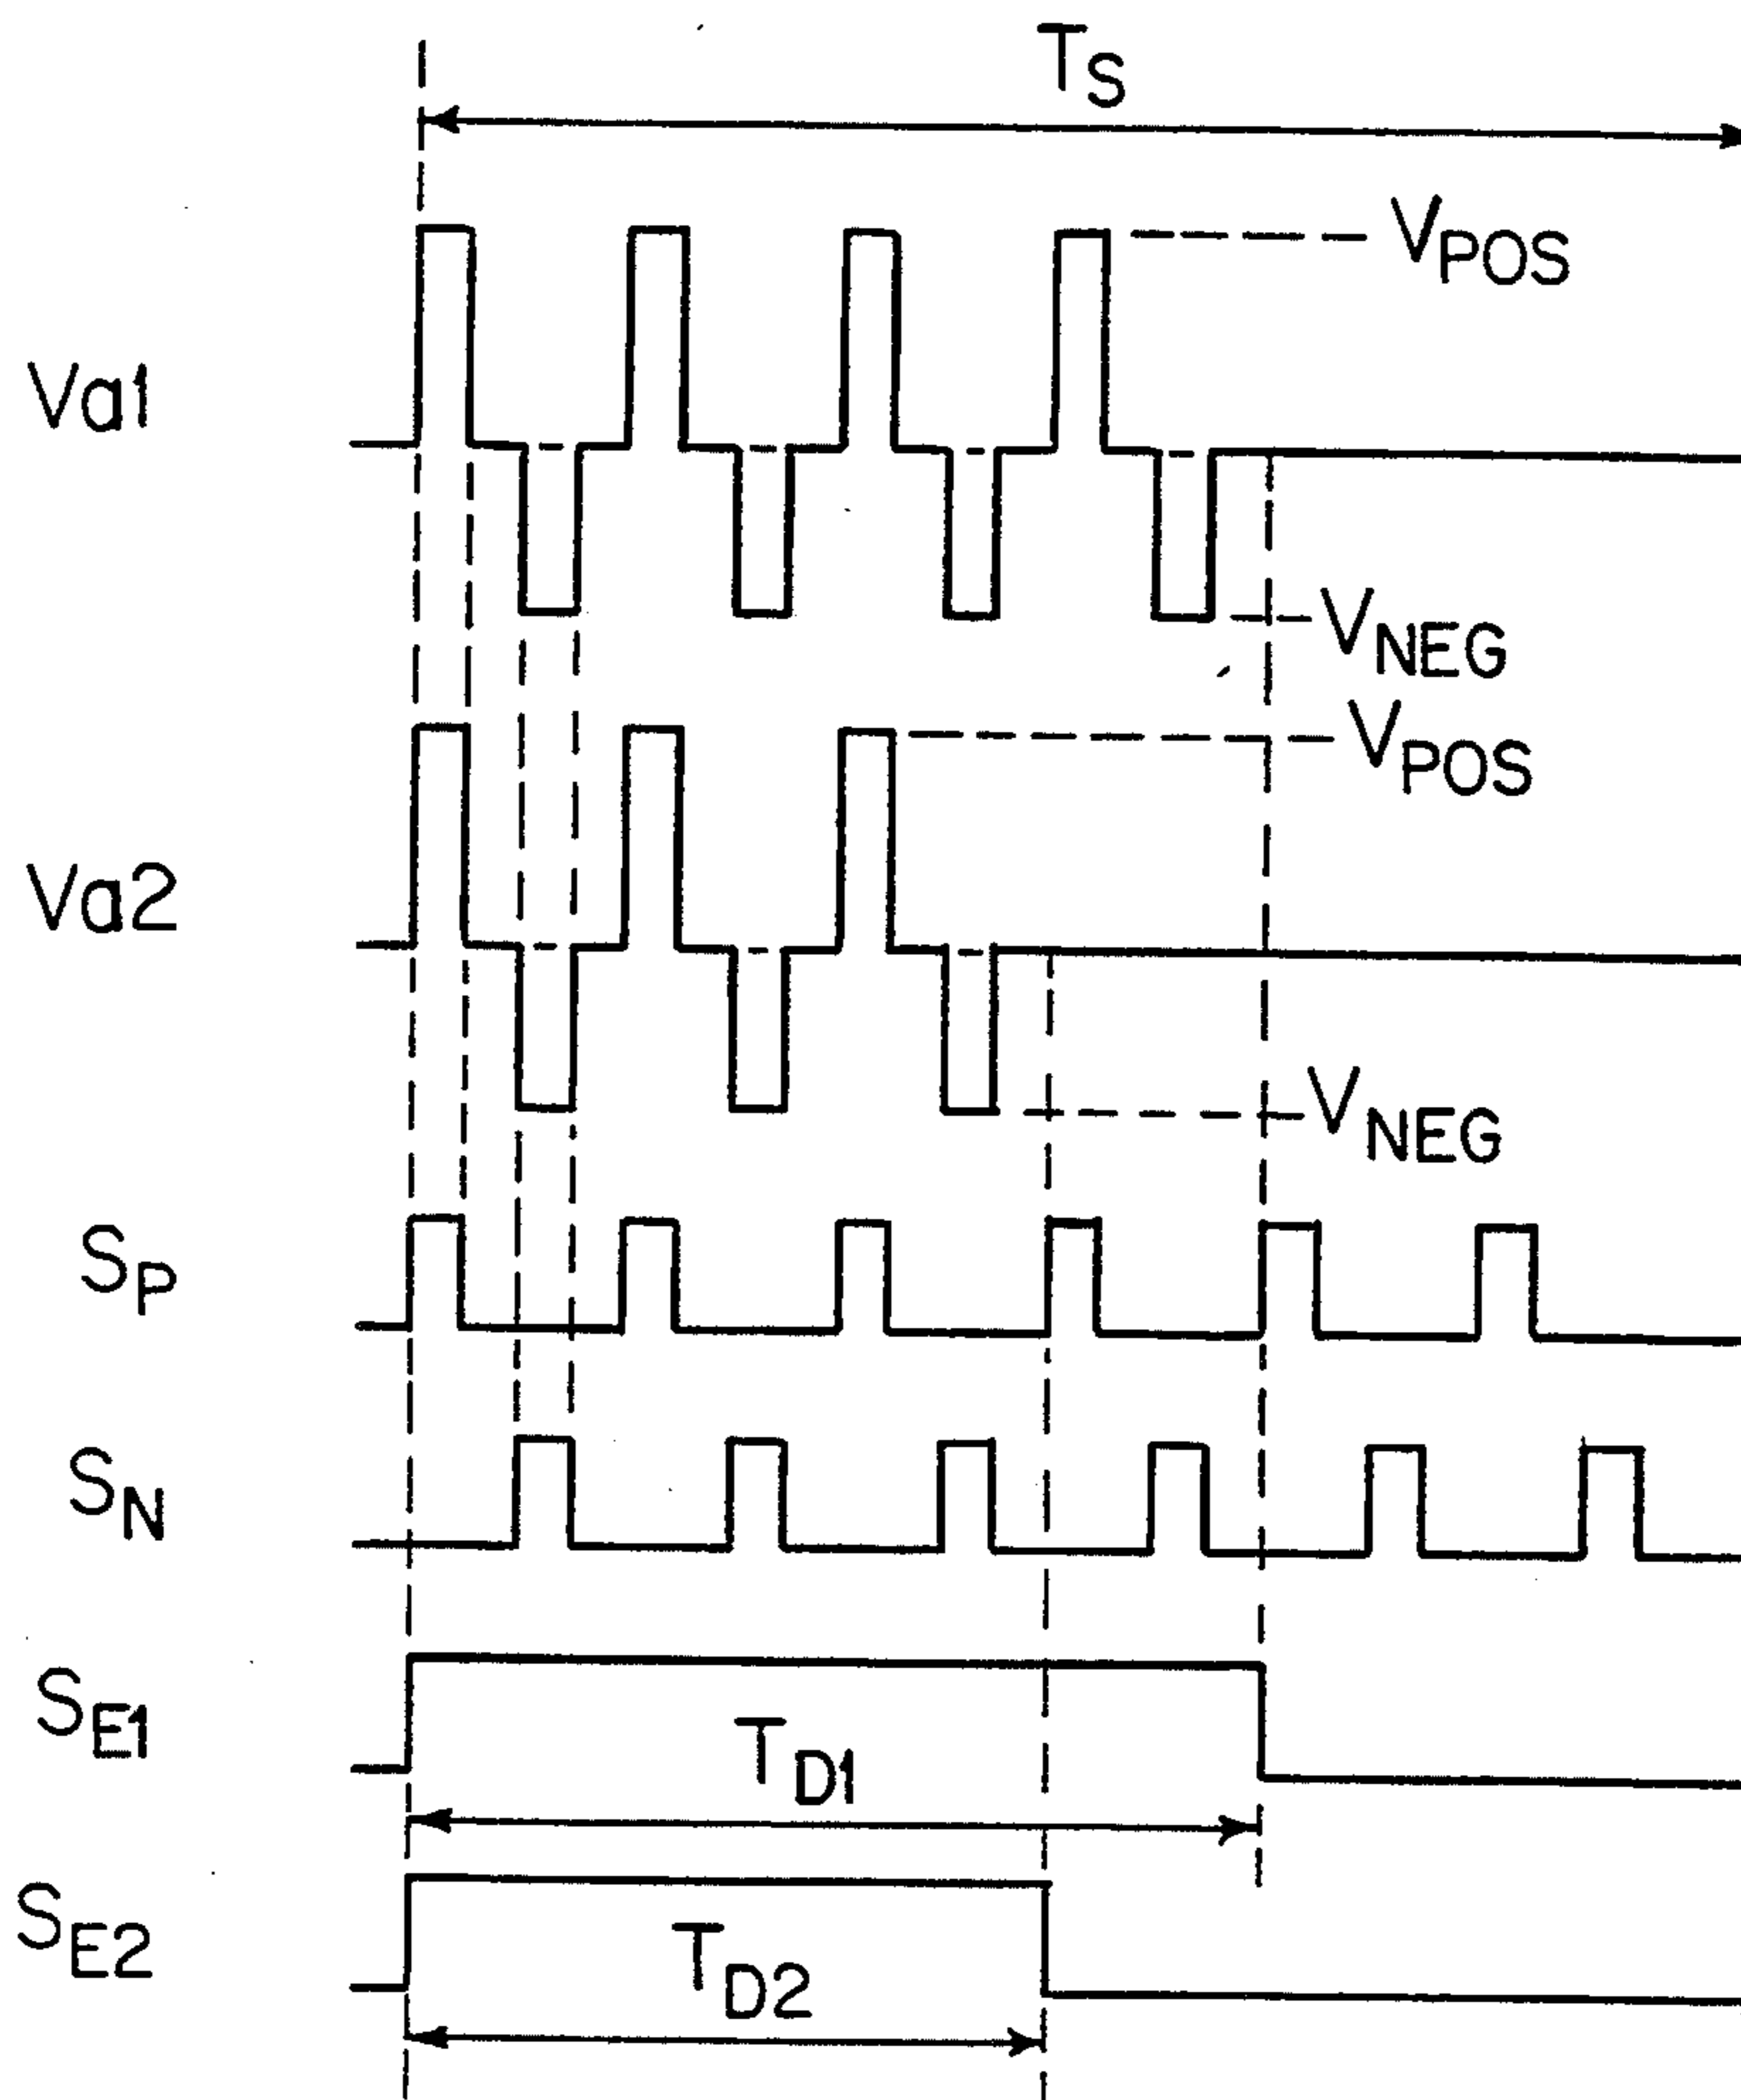 TS
VPOS
Va1
VNEG
VPOS
Va2
VNEG
SP
SN
SE1
TD1
SE2
TD2